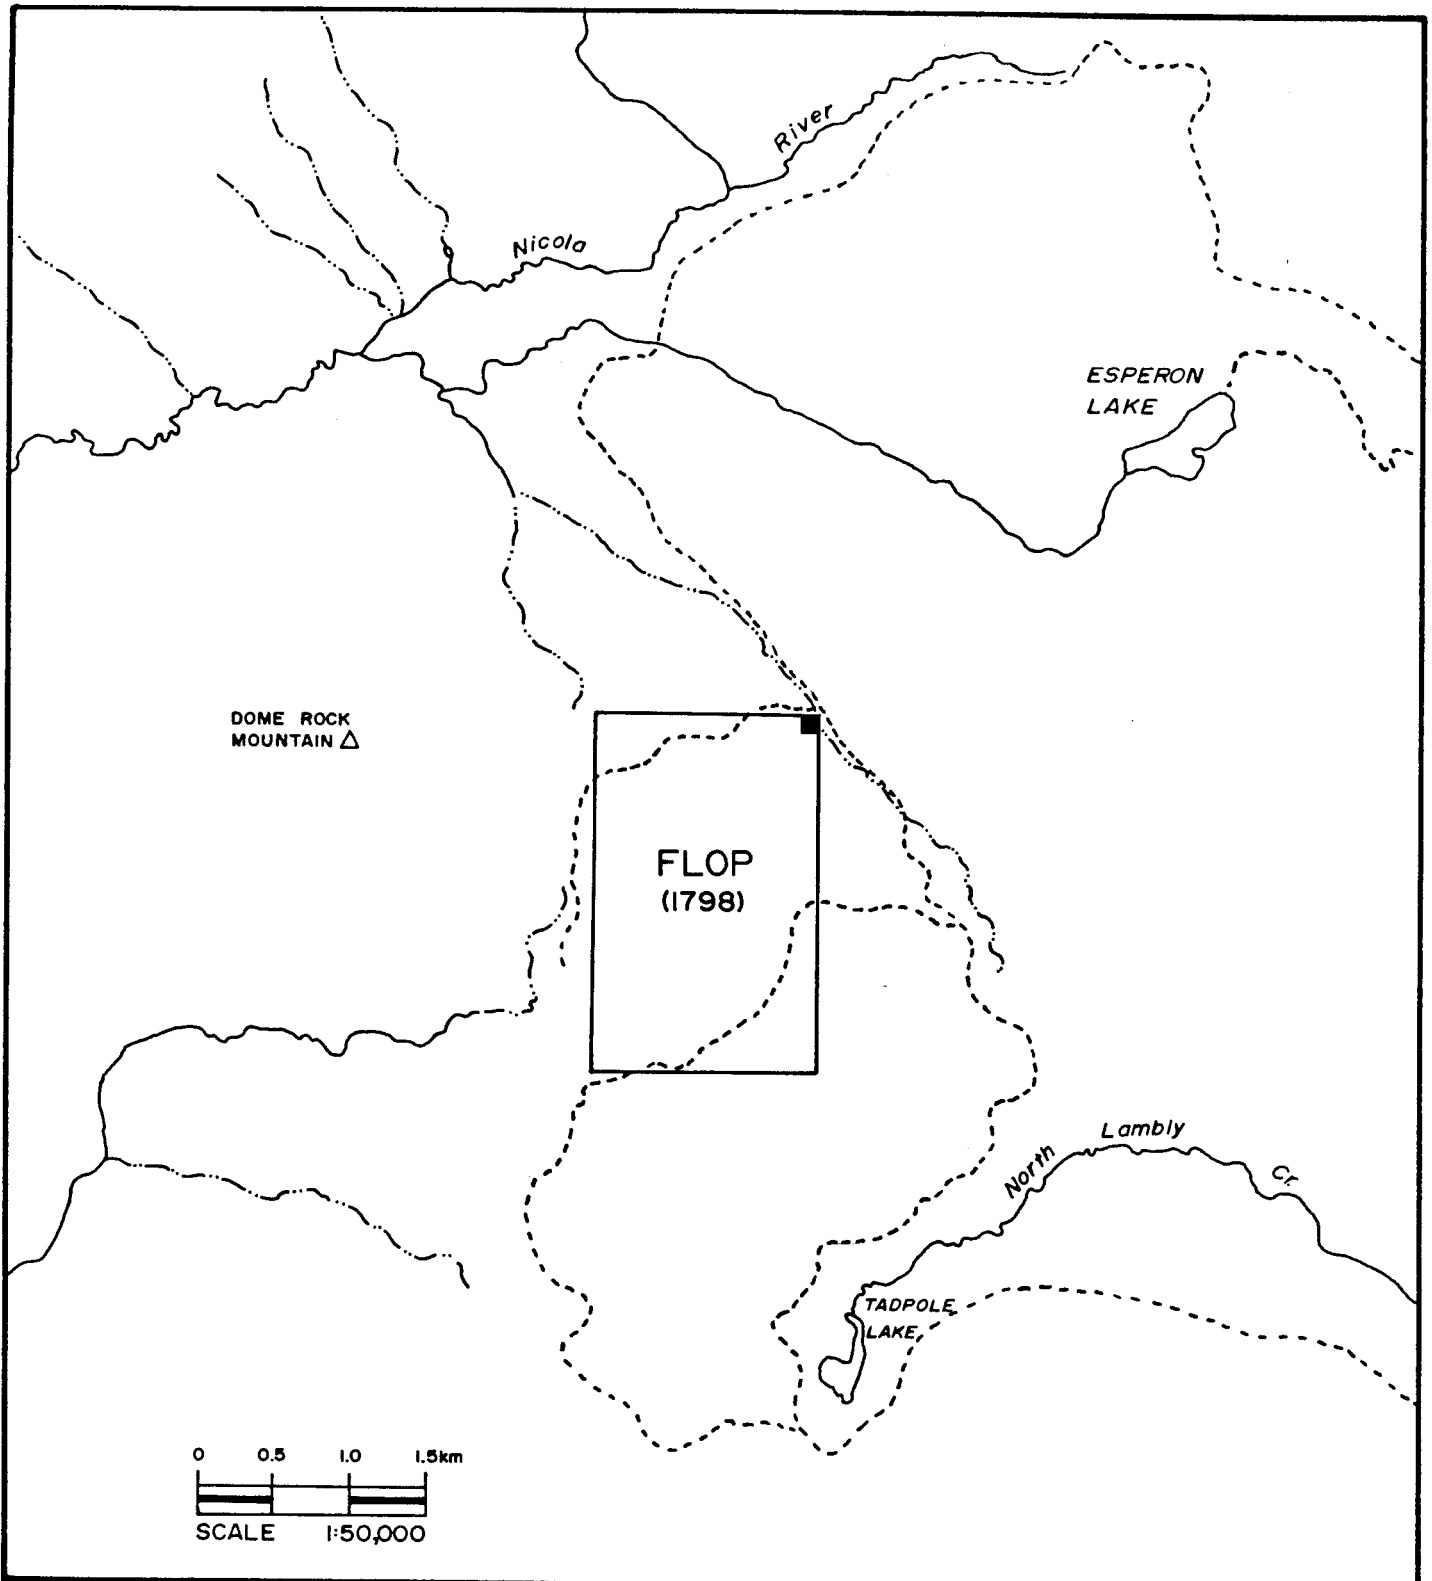 River
Nicola
ESPERON
LAKE
DOME ROCK
MOUNTAIN
FLOP
(1798)
North Lambly Cr.
TADPOLE
LAKE
0 0.5 1.0 1.5km
SCALE 1:50,000